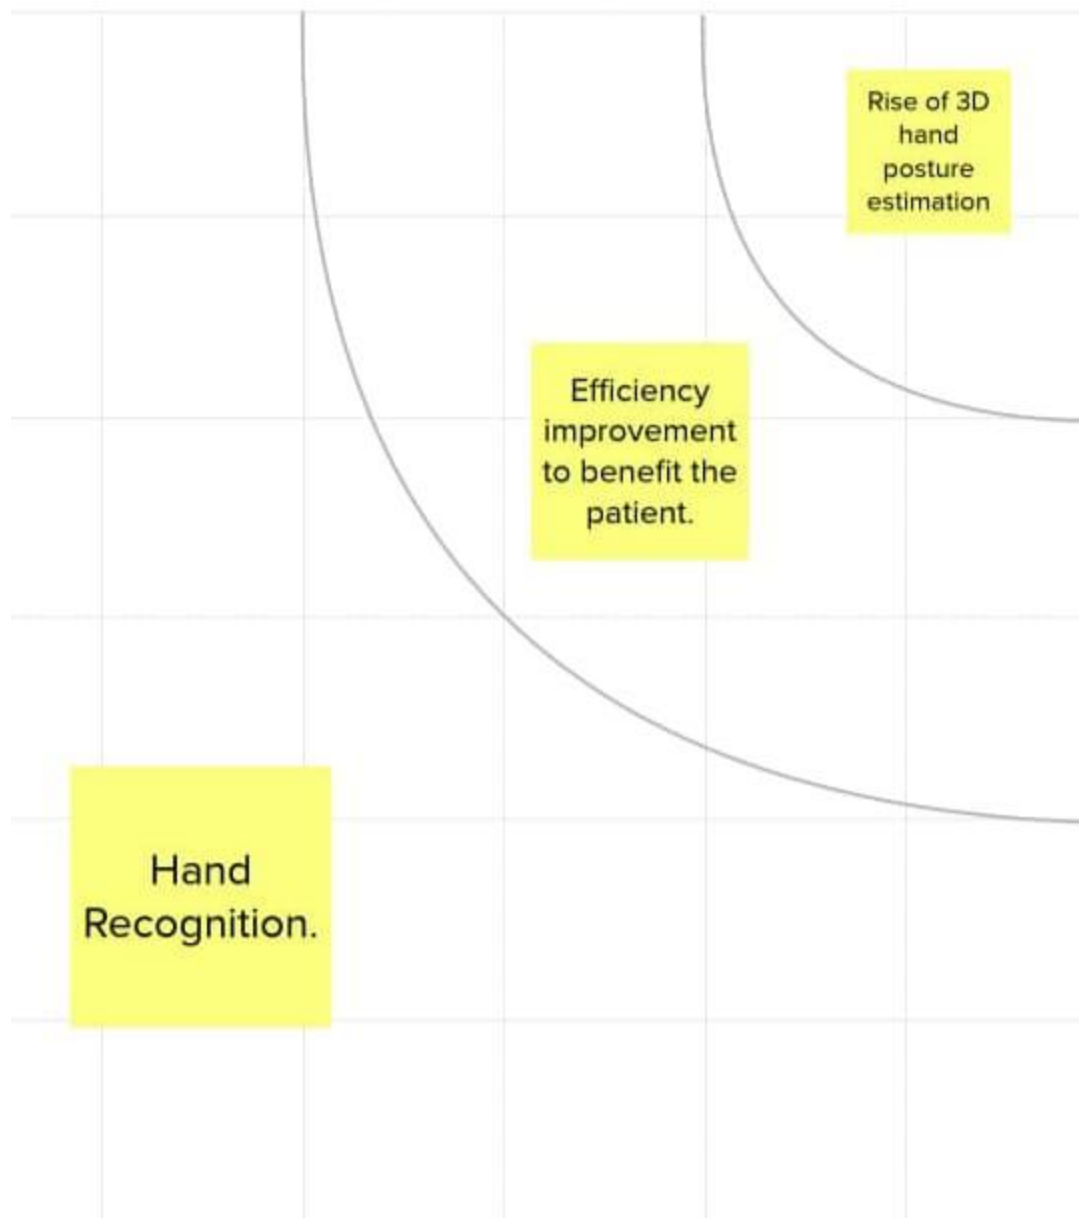 Rise of 3D
hand
posture
estimation
Efficiency
improvement
to benefit the
patient.
Hand
Recognition.